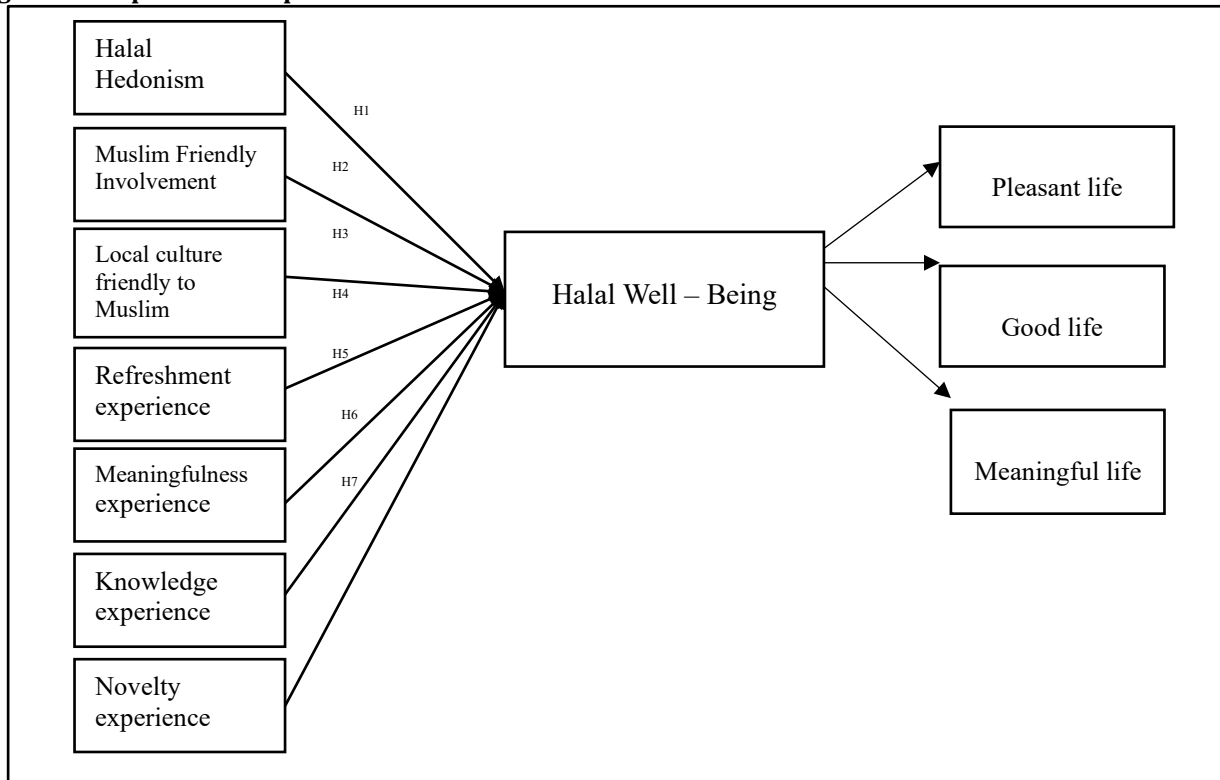 Halal
Hedonism
H1
Muslim Friendly
Involvement
H2
Local culture
friendly to
Muslim
H3
H4
Refreshment
experience
H5
Meaningfulness
experience
H6
Knowledge
experience
H7
Novelty
experience
Halal Well – Being
Pleasant life
Good life
Meaningful life